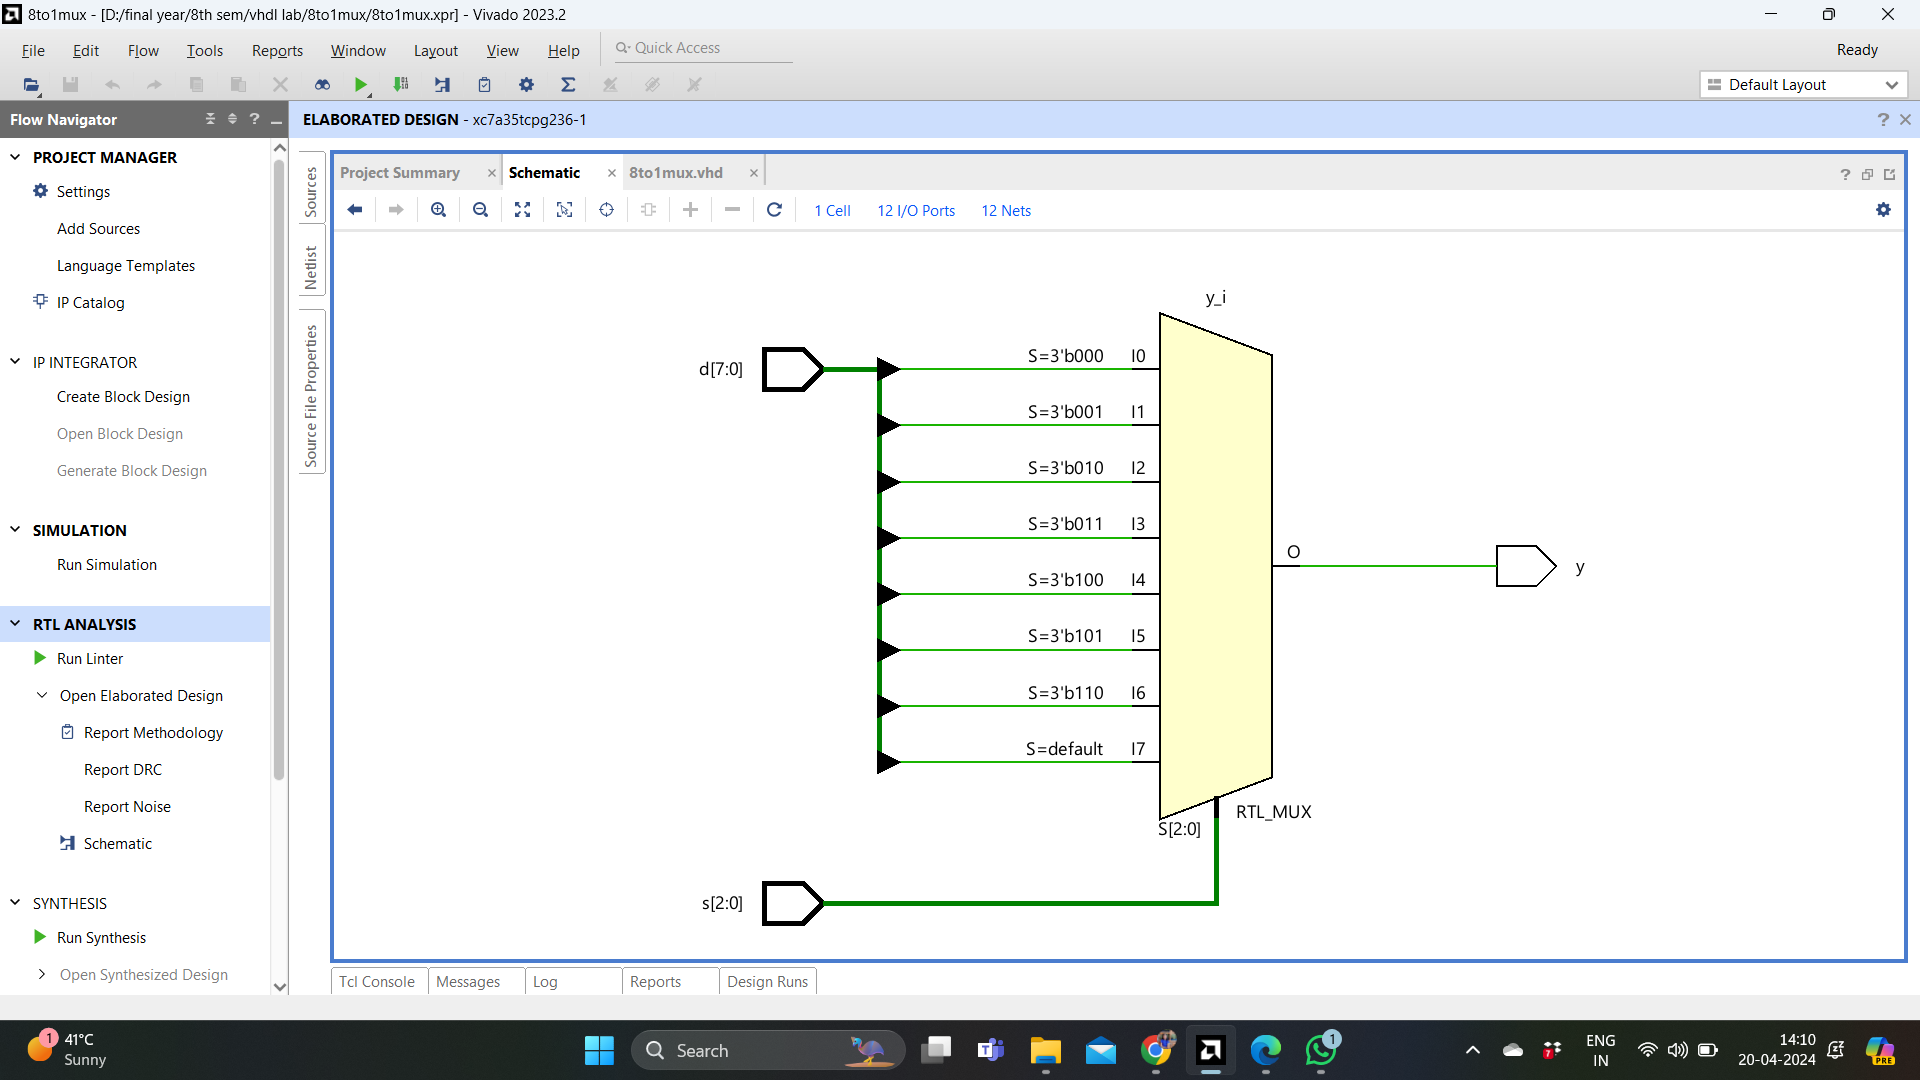 8to1mux - [D:/final year/8th sem/vhdl lab/8to1mux/8to1mux.xpr] - Vivado 2023.2
File Edit Flow Tools Reports Window Layout View Help Quick Access Ready
Default Layout
Flow Navigator
ELABORATED DESIGN - xc7a35tcpg236-1
PROJECT MANAGER
Settings
Add Sources
Language Templates
IP Catalog
IP INTEGRATOR
Create Block Design
Open Block Design
Generate Block Design
SIMULATION
Run Simulation
RTL ANALYSIS
Run Linter
Open Elaborated Design
Report Methodology
Report DRC
Report Noise
Schematic
SYNTHESIS
Run Synthesis
Open Synthesized Design
Sources
Netlist
Source File Properties
Project Summary Schematic 8to1mux.vhd
1 Cell 12 I/O Ports 12 Nets
y_i
d[7:0]
S=3'b000 I0
S=3'b001 I1
S=3'b010 I2
S=3'b011 I3
S=3'b100 I4
S=3'b101 I5
S=3'b110 I6
S=default I7
O
y
RTL_MUX
S[2:0]
s[2:0]
Tcl Console Messages Log Reports Design Runs
1
41°C
Sunny
Search
1
7
ENG
IN
14:10
20-04-2024
PRE